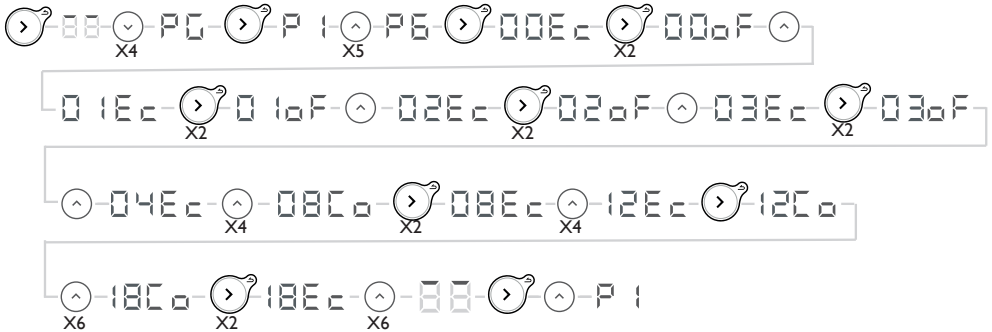 88 PG P1 P6 00Ec 00oF
X4 X5 X2
01Ec 01oF 02Ec 02oF 03Ec 03oF
X2 X2 X2
04Ec 08Co 08Ec 12Ec 12Co
X4 X2 X4
18Co 18Ec 88 P1
X6 X2 X6